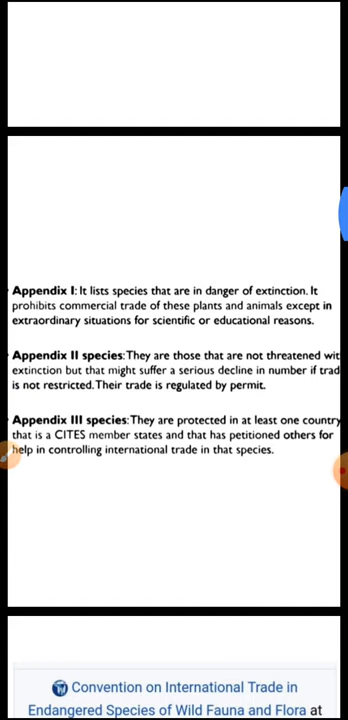 Appendix I: It lists species that are in danger of extinction. It
prohibits commercial trade of these plants and animals except in
extraordinary situations for scientific or educational reasons.
Appendix II species: They are those that are not threatened wit
extinction but that might suffer a serious decline in number if trad
is not restricted. Their trade is regulated by permit.
Appendix III species: They are protected in at least one country
that is a CITES member states and that has petitioned others for
help in controlling international trade in that species.
Convention on International Trade in
Endangered Species of Wild Fauna and Flora at